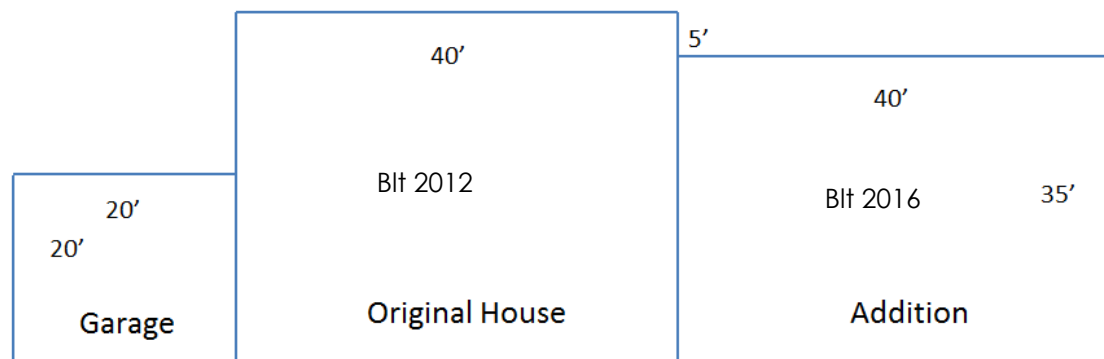 5’
40’
40’
Blt 2012
Blt 2016
35’
20’
20’
Garage
Original House
Addition